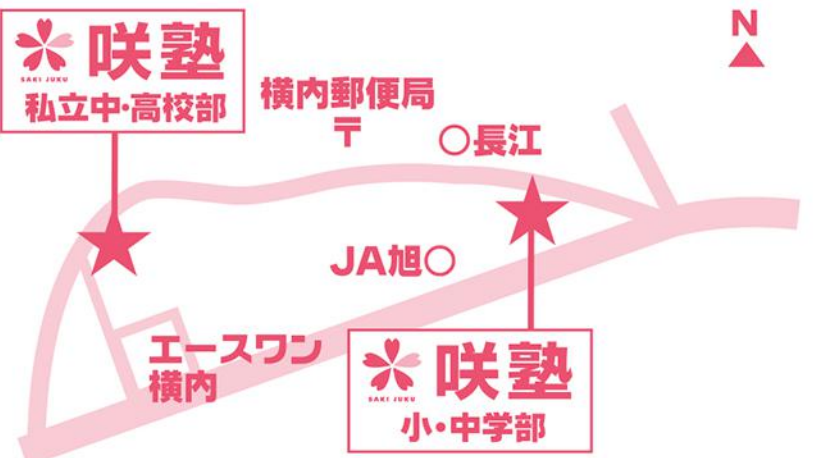 咲塾
SAKI JUKU
私立中・高校部
N
横内郵便局
〒
○長江
JA旭○
エースワン
横内
咲塾
SAKI JUKU
小・中学部